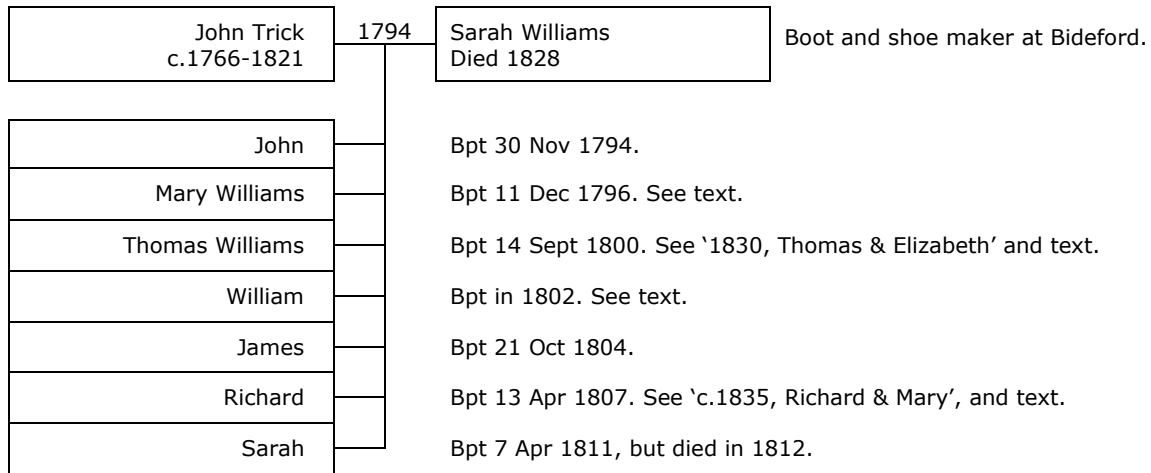 John Trick
c.1766-1821
1794
Sarah Williams
Died 1828
Boot and shoe maker at Bideford.
John Bpt 30 Nov 1794.
Mary Williams Bpt 11 Dec 1796. See text.
Thomas Williams Bpt 14 Sept 1800. See ‘1830, Thomas & Elizabeth’ and text.
William Bpt in 1802. See text.
James Bpt 21 Oct 1804.
Richard Bpt 13 Apr 1807. See ‘c.1835, Richard & Mary’, and text.
Sarah Bpt 7 Apr 1811, but died in 1812.